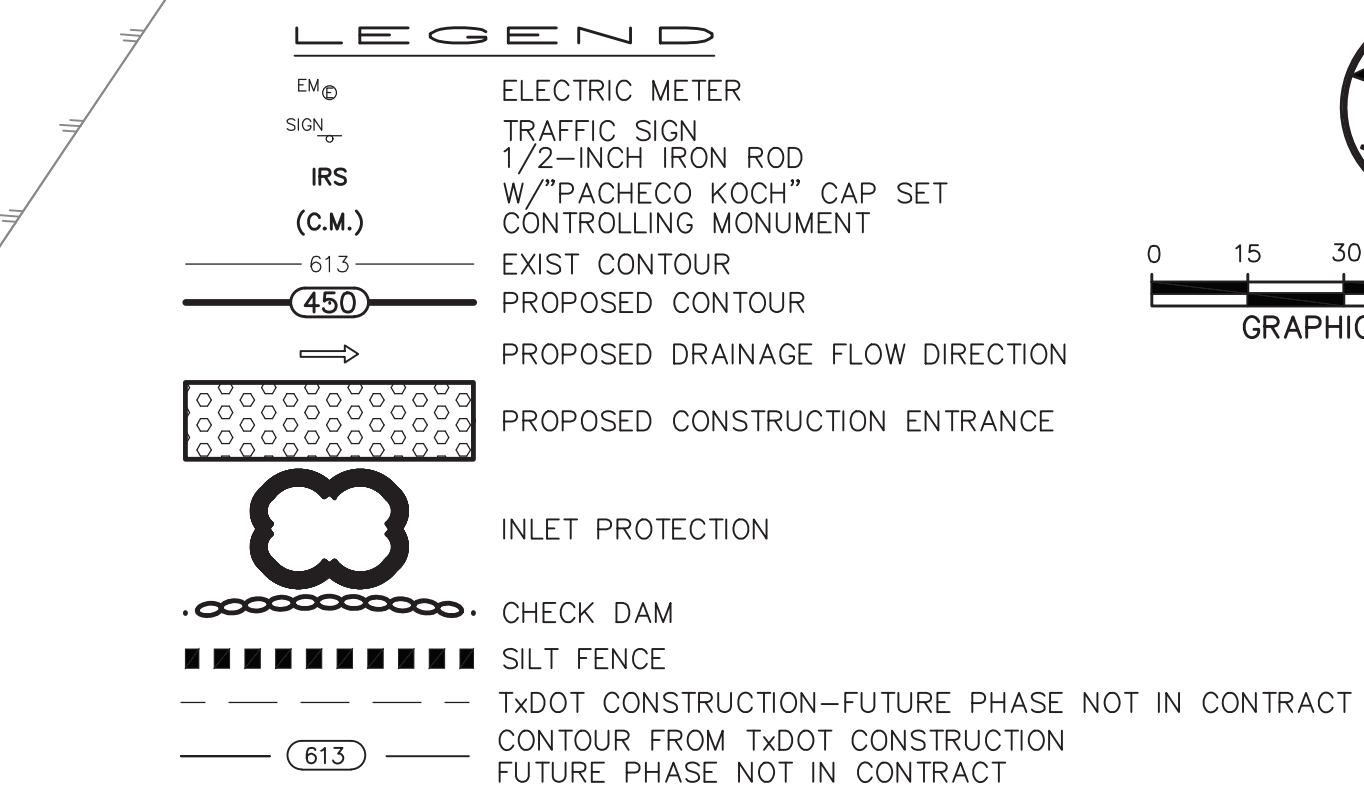 LEGEND
EM E ELECTRIC METER
SIGN TRAFFIC SIGN
1/2-INCH IRON ROD
IRS W/"PACHECO KOCH" CAP SET
(C.M.) CONTROLLING MONUMENT
613 EXIST CONTOUR
450 PROPOSED CONTOUR
PROPOSED DRAINAGE FLOW DIRECTION
PROPOSED CONSTRUCTION ENTRANCE
INLET PROTECTION
CHECK DAM
SILT FENCE
TxDOT CONSTRUCTION-FUTURE PHASE NOT IN CONTRACT
CONTOUR FROM TxDOT CONSTRUCTION
613 FUTURE PHASE NOT IN CONTRACT
0 15 30
GRAPHIC